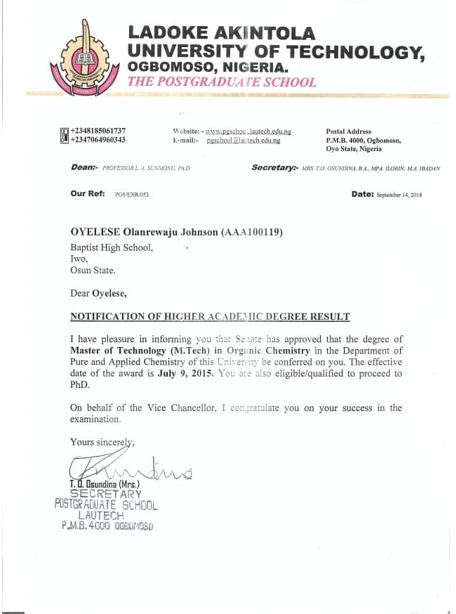 LADOKE AKINTOLA
UNIVERSITY OF TECHNOLOGY,
OGBOMOSO, NIGERIA.
THE POSTGRADUATE SCHOOL
+2348185061737
+2347064960343
Website: - www.pgschool.lautech.edu.ng
E-mail:- pgschool@lautech.edu.ng
Postal Address
P.M.B. 4000, Ogbomoso,
Oyo State, Nigeria
Dean:- PROFESSOR L. A. SUNMONU, Ph.D
Secretary:- MRS. T.O. OSUNDINA, B.A., MPA. ILORIN, M.A. IBADAN
Our Ref: PGS/EXR/053
Date: September 14, 2018
OYELESE Olanrewaju Johnson (AAA100119)
Baptist High School,
Iwo,
Osun State.
Dear Oyelese,
NOTIFICATION OF HIGHER ACADEMIC DEGREE RESULT
I have pleasure in informing you that Senate has approved that the degree of
Master of Technology (M.Tech) in Organic Chemistry in the Department of
Pure and Applied Chemistry of this University be conferred on you. The effective
date of the award is July 9, 2015. You are also eligible/qualified to proceed to
PhD.
On behalf of the Vice Chancellor, I congratulate you on your success in the
examination.
Yours sincerely,
T. O. Osundina (Mrs.)
SECRETARY
POSTGRADUATE SCHOOL
LAUTECH
P.M.B. 4000 OGBOMOSO